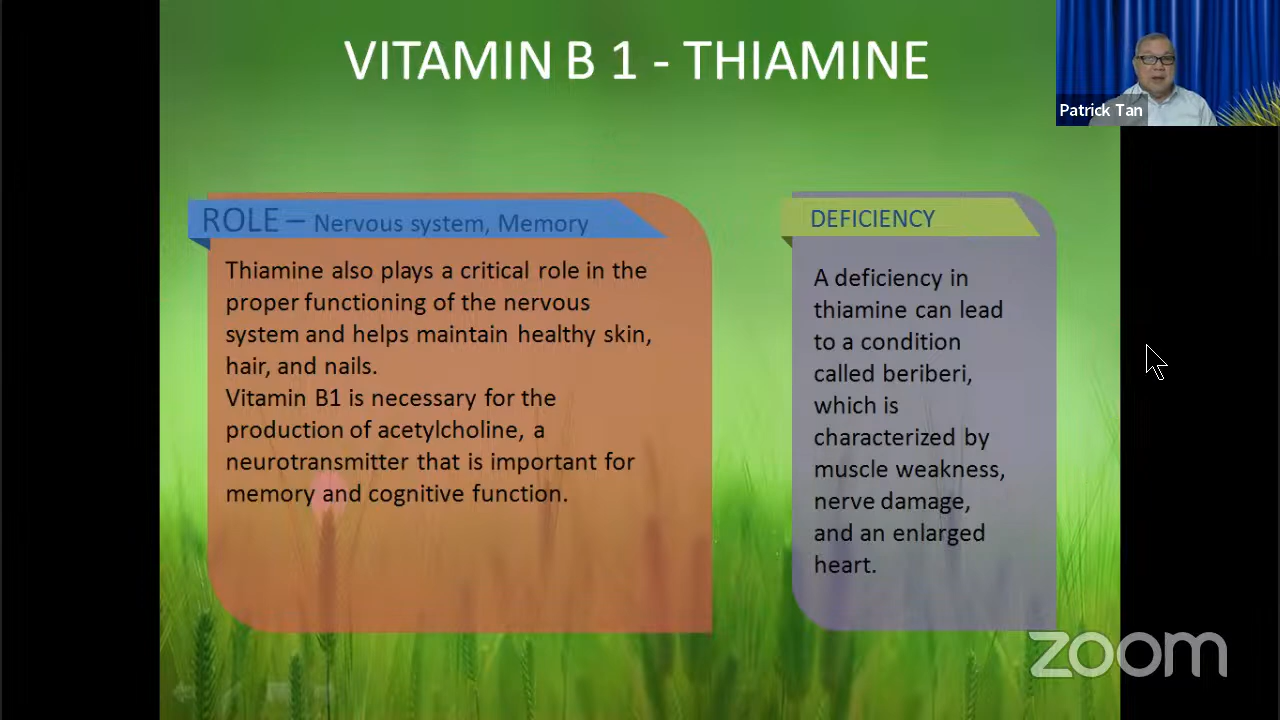 VITAMIN B 1 - THIAMINE
Patrick Tan
ROLE – Nervous system, Memory
Thiamine also plays a critical role in the
proper functioning of the nervous
system and helps maintain healthy skin,
hair, and nails.
Vitamin B1 is necessary for the
production of acetylcholine, a
neurotransmitter that is important for
memory and cognitive function.
DEFICIENCY
A deficiency in
thiamine can lead
to a condition
called beriberi,
which is
characterized by
muscle weakness,
nerve damage,
and an enlarged
heart.
zoom